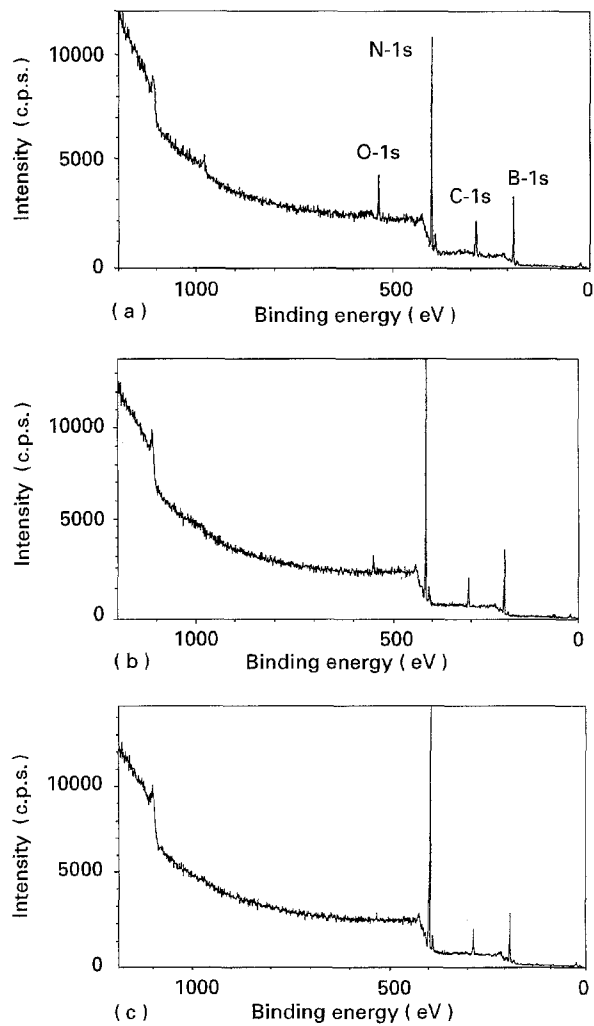 10000
5000
0
Intensity (c.p.s.)
N-1s
O-1s
C-1s
B-1s
1000
500
0
(a)
Binding energy (eV)
10000
5000
0
Intensity (c.p.s.)
1000
500
0
(b)
Binding energy (eV)
10000
5000
0
Intensity (c.p.s.)
1000
500
0
(c)
Binding energy (eV)